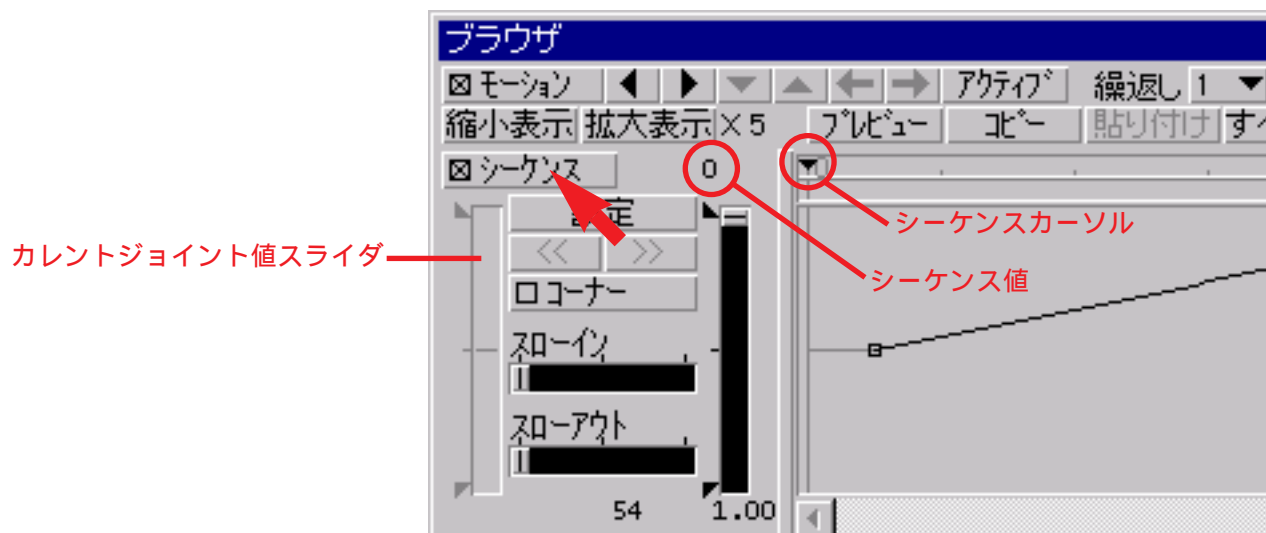 ブラウザ
モーション アクティブ 繰返し 1
縮小表示 拡大表示 ×5 プレビュー コピー 貼り付け すべ
シーケンス 0
設定
シーケンスカーソル
カレントジョイント値スライダ
<< >>
シーケンス値
コーナー
スローイン
スローアウト
54 1.00